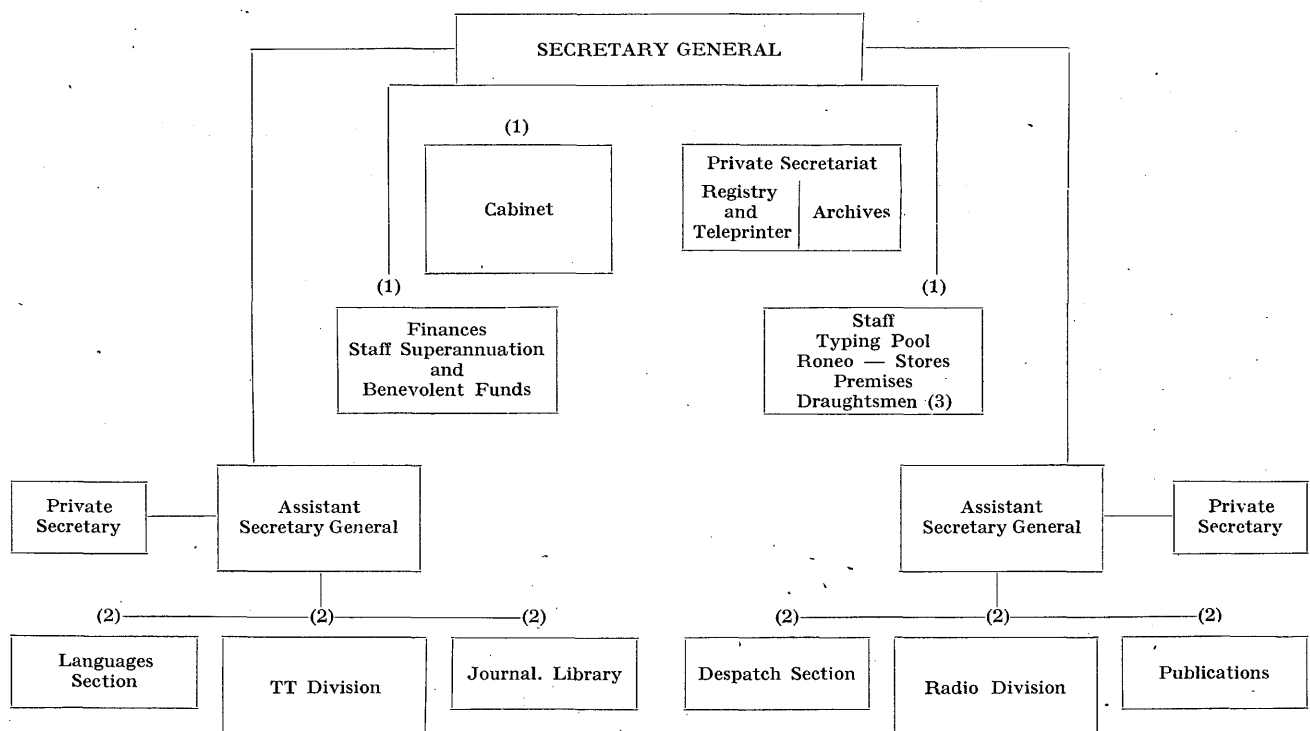 SECRETARY GENERAL
(1)
Cabinet
Private Secretariat
Registry
and
Teleprinter
Archives
(1)
Finances
Staff Superannuation
and
Benevolent Funds
(1)
Staff
Typing Pool
Roneo — Stores
Premises
Draughtsmen (3)
Private
Secretary
Assistant
Secretary General
Assistant
Secretary General
Private
Secretary
(2) (2) (2)
Languages
Section
TT Division
Journal. Library
(2) (2) (2)
Despatch Section
Radio Division
Publications